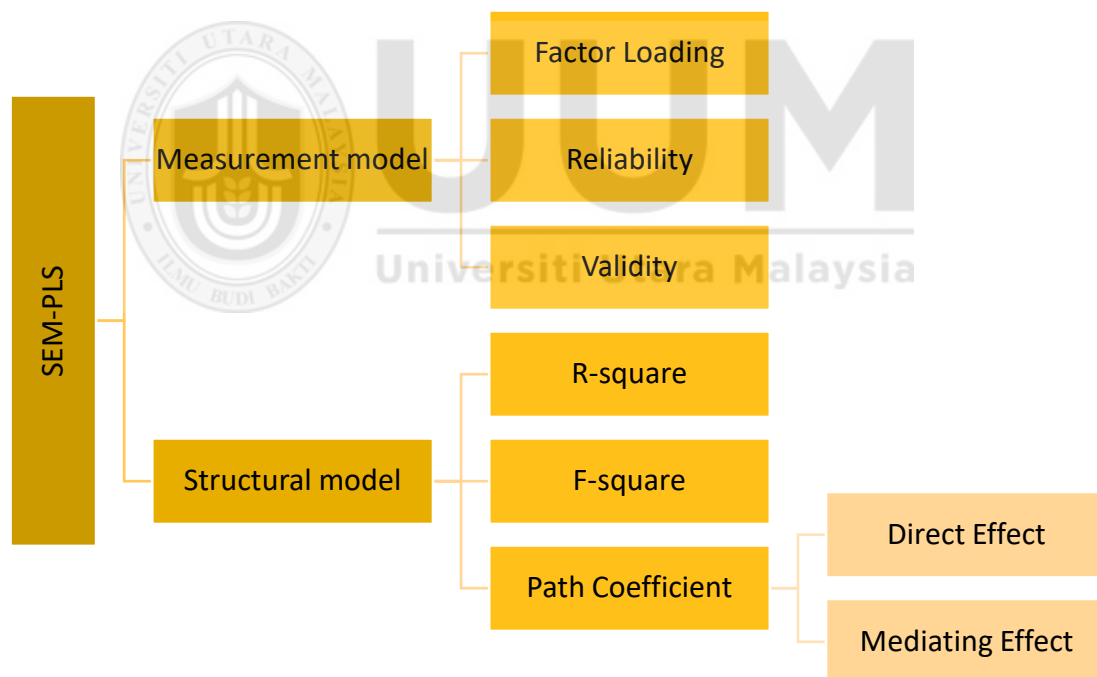 UNIVERSITI UTARA MALAYSIA
ILMU BUDI BAKTI
UUM
Universiti Utara Malaysia
SEM-PLS
Measurement model
Factor Loading
Reliability
Validity
Structural model
R-square
F-square
Path Coefficient
Direct Effect
Mediating Effect